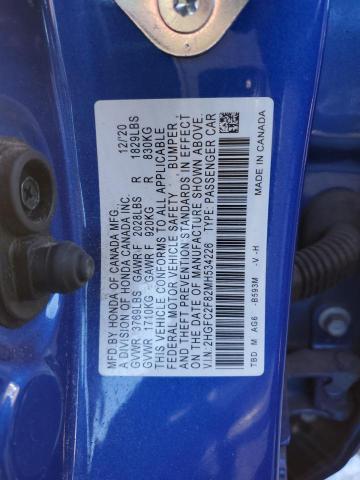 MFD BY HONDA OF CANADA MFG., 12/20
A DIVISION OF HONDA CANADA INC.
GVWR 3789LBS GAWR F 2028LBS R 1829LBS
GVWR 1710KG GAWR F 920KG R 830KG
THIS VEHICLE CONFORMS TO ALL APPLICABLE
FEDERAL MOTOR VEHICLE SAFETY, BUMPER,
AND THEFT PREVENTION STANDARDS IN EFFECT
ON THE DATE OF MANUFACTURE SHOWN ABOVE.
V.I.N.:2HGFC2F82MH534226 TYPE: PASSENGER CAR
TBD M AG6 -B593M -V-H MADE IN CANADA